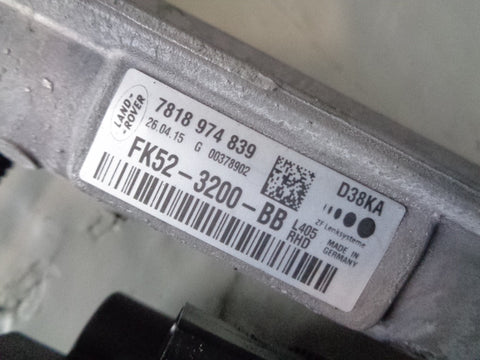 LAND-
-ROVER
7818 974 839
26.04.15 G 00378902
FK52-3200-BB
L405
RHD
D38KA
ZF Lenksysteme
MADE IN
GERMANY